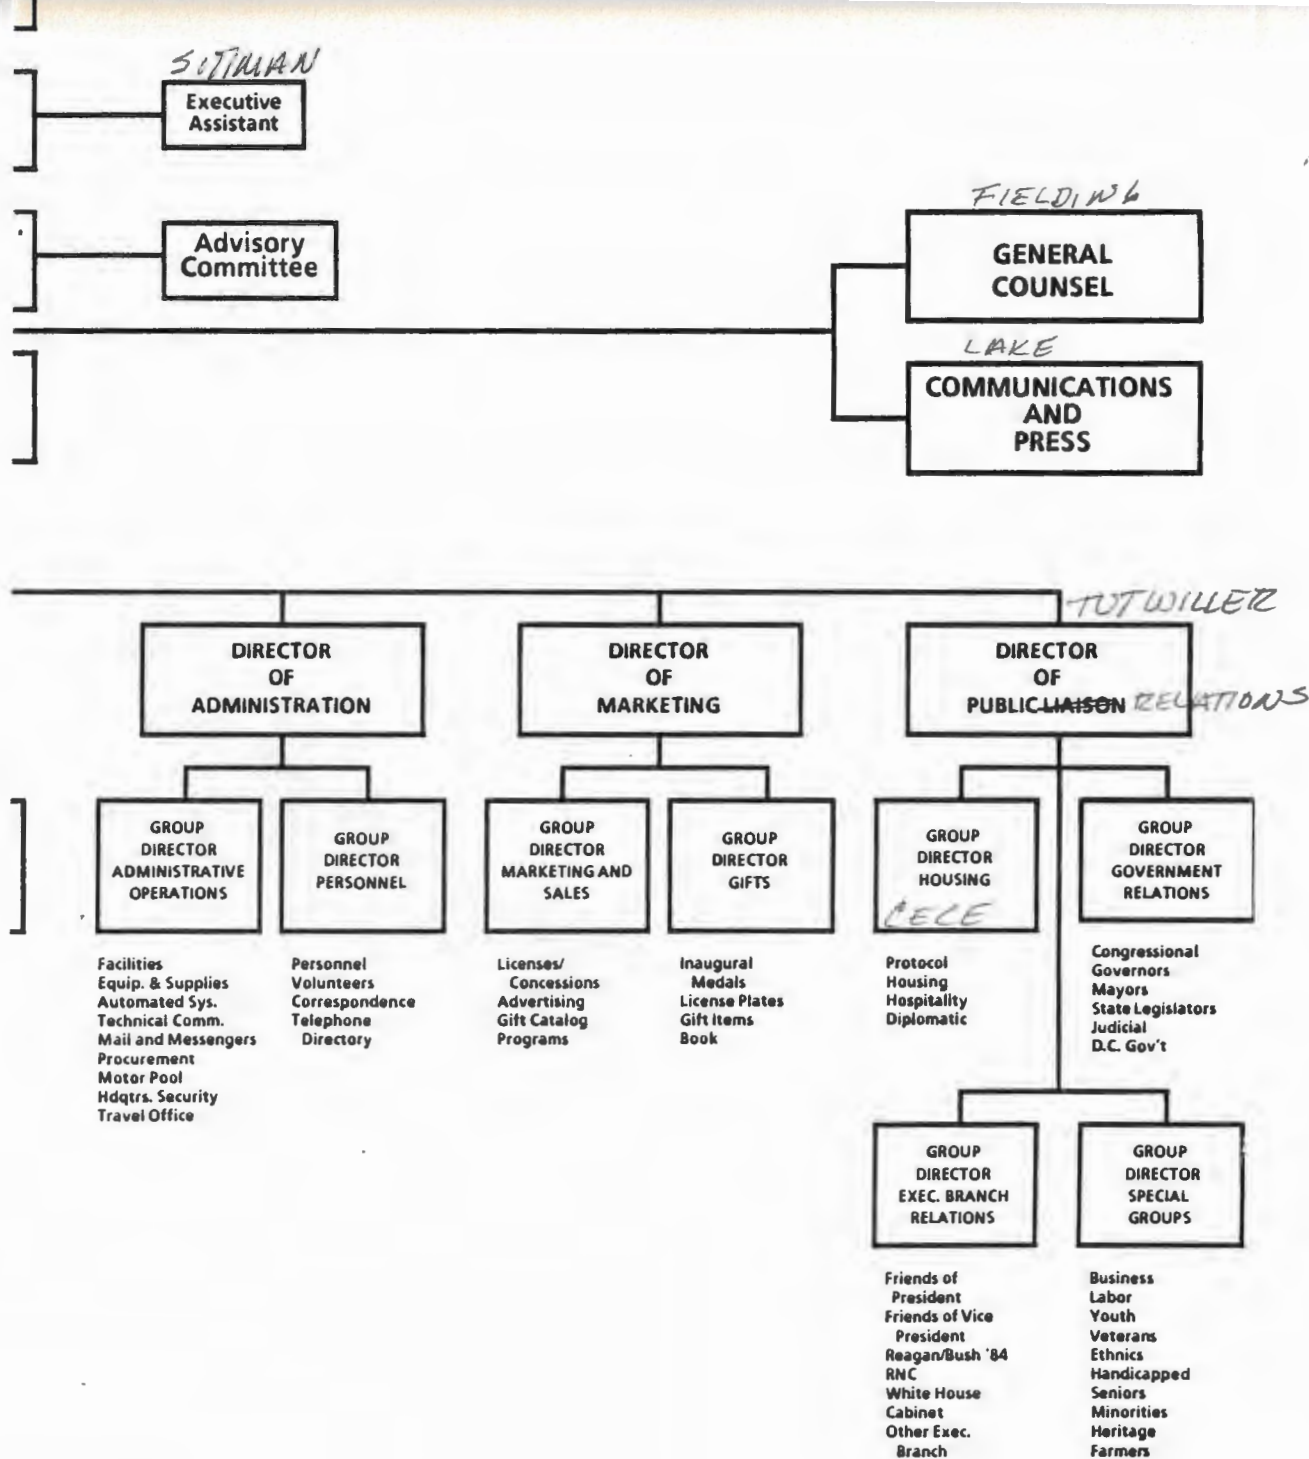 SITTMAN
Executive
Assistant
FIELDING
GENERAL
COUNSEL
Advisory
Committee
LAKE
COMMUNICATIONS
AND
PRESS
TUTWILLER
DIRECTOR
OF
ADMINISTRATION
DIRECTOR
OF
MARKETING
DIRECTOR
OF
PUBLIC LIAISON RELATIONS
GROUP
DIRECTOR
ADMINISTRATIVE
OPERATIONS
Facilities
Equip. & Supplies
Automated Sys.
Technical Comm.
Mail and Messengers
Procurement
Motor Pool
Hdqtrs. Security
Travel Office
GROUP
DIRECTOR
PERSONNEL
Personnel
Volunteers
Correspondence
Telephone
Directory
GROUP
DIRECTOR
MARKETING AND
SALES
Licenses/
Concessions
Advertising
Gift Catalog
Programs
GROUP
DIRECTOR
GIFTS
Inaugural
Medals
License Plates
Gift Items
Book
GROUP
DIRECTOR
HOUSING
CECE
Protocol
Housing
Hospitality
Diplomatic
GROUP
DIRECTOR
GOVERNMENT
RELATIONS
Congressional
Governors
Mayors
State Legislators
Judicial
D.C. Gov't
GROUP
DIRECTOR
EXEC. BRANCH
RELATIONS
Friends of
President
Friends of Vice
President
Reagan/Bush '84
RNC
White House
Cabinet
Other Exec.
Branch
GROUP
DIRECTOR
SPECIAL
GROUPS
Business
Labor
Youth
Veterans
Ethnics
Handicapped
Seniors
Minorities
Heritage
Farmers